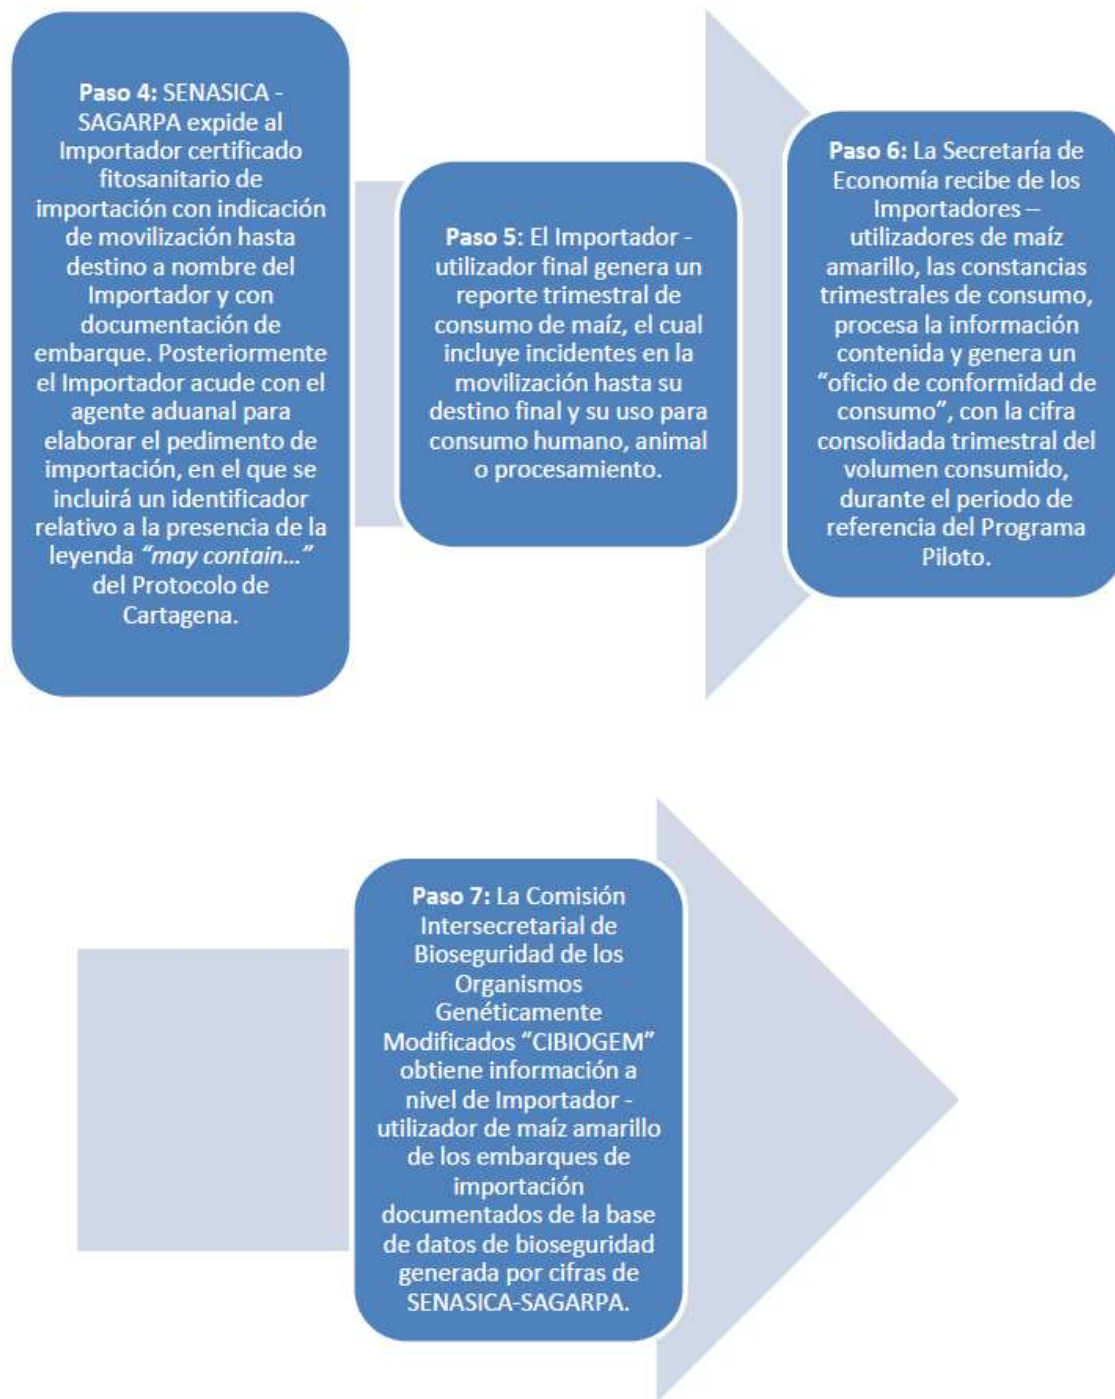 Paso 4: SENASICA -
SAGARPA expide al
Importador certificado
fitosanitario de
importación con indicación
de movilización hasta
destino a nombre del
Importador y con
documentación de
embarque. Posteriormente
el Importador acude con el
agente aduanal para
elaborar el pedimento de
importación, en el que se
incluirá un identificador
relativo a la presencia de la
leyenda “may contain...”
del Protocolo de
Cartagena.
Paso 5: El Importador -
utilizador final genera un
reporte trimestral de
consumo de maíz, el cual
incluye incidentes en la
movilización hasta su
destino final y su uso para
consumo humano, animal
o procesamiento.
Paso 6: La Secretaría de
Economía recibe de los
Importadores –
utilizadores de maíz
amarillo, las constancias
trimestrales de consumo,
procesa la información
contenida y genera un
“oficio de conformidad de
consumo”, con la cifra
consolidada trimestral del
volumen consumido,
durante el periodo de
referencia del Programa
Piloto.
Paso 7: La Comisión
Intersecretarial de
Bioseguridad de los
Organismos
Genéticamente
Modificados “CIBIOGEM”
obtiene información a
nivel de Importador -
utilizador de maíz amarillo
de los embarques de
importación
documentados de la base
de datos de bioseguridad
generada por cifras de
SENASICA-SAGARPA.